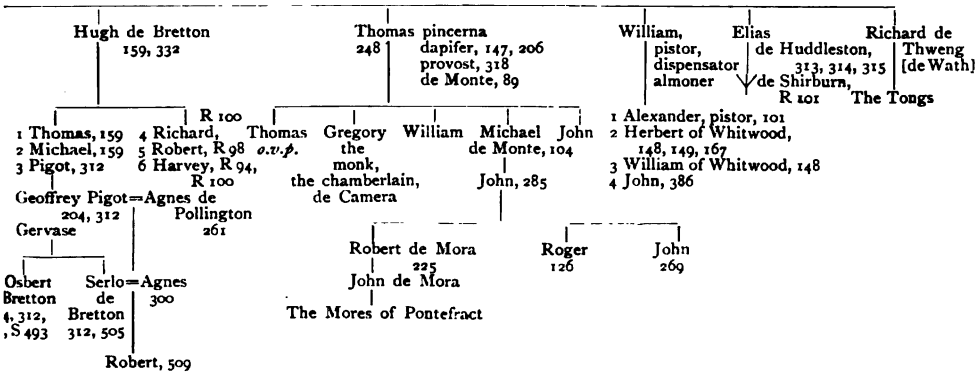 Hugh de Bretton
159, 332
Thomas pincerna
248 dapifer, 147, 206
provost, 318
de Monte, 89
William,
pistor,
dispensator
almoner
Elias
de Huddleston,
313, 314, 315
de Shirburn,
R 101
Richard de
Thweng
[de Wath]
The Tongs
1 Thomas, 159
2 Michael, 159
3 Pigot, 312
R 100
4 Richard,
5 Robert, R 98
6 Harvey, R 94,
R 100
Thomas
o.v.p.
Gregory
the
monk,
the chamberlain,
de Camera
William
Michael
de Monte, 104
John
1 Alexander, pistor, 101
2 Herbert of Whitwood,
148, 149, 167
3 William of Whitwood, 148
4 John, 386
John, 285
Geoffrey Pigot=Agnes de
204, 312 Pollington
261
Gervase
Robert de Mora
225
Roger
126
John
269
John de Mora
The Mores of Pontefract
Osbert
Bretton
4, 312,
, S 493
Serlo=Agnes
de 300
Bretton
312, 505
Robert, 509